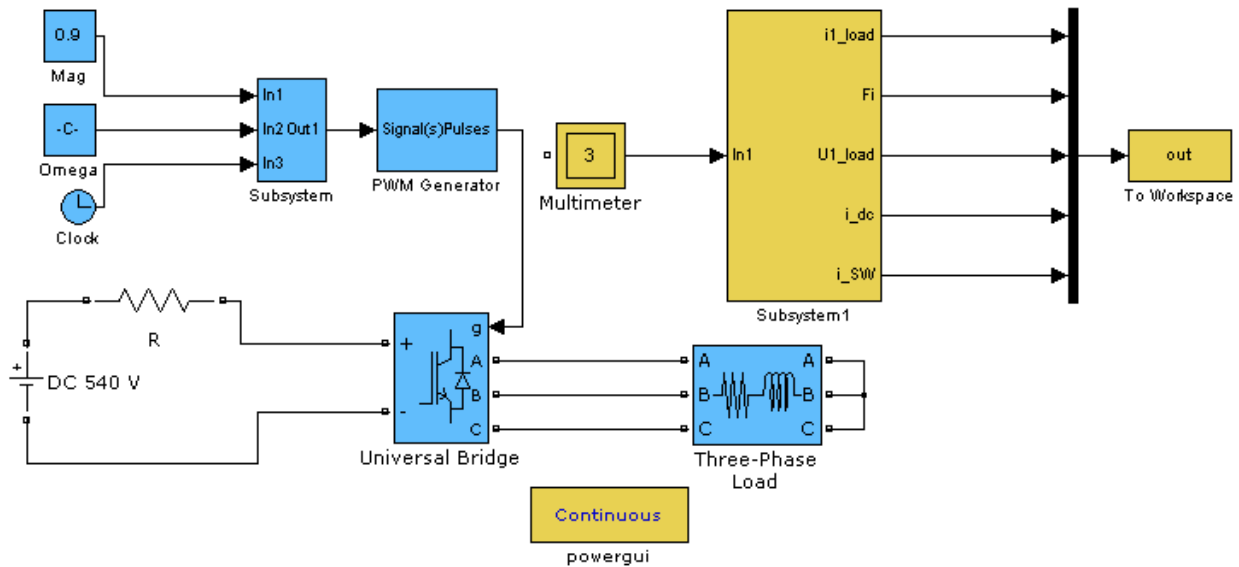 0.9
Mag
-C-
Omega
Clock
In1
In2 Out1
In3
Subsystem
Signal(s)Pulses
PWM Generator
3
Multimeter
In1
i1_load
Fi
U1_load
i_dc
i_SW
Subsystem1
out
To Workspace
R
+
DC 540 V
+
-
g
A
B
C
Universal Bridge
A
B
C
A
B
C
Three-Phase
Load
Continuous
powergui